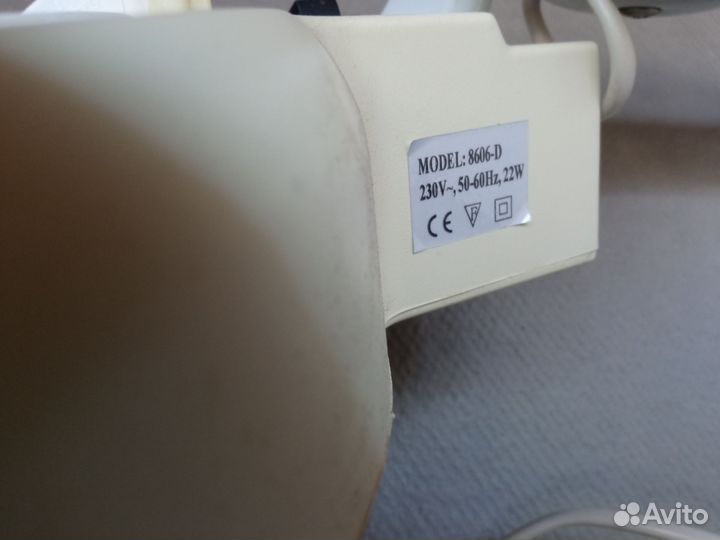 MODEL: 8606-D
230V~, 50-60Hz, 22W
CE F
Avito